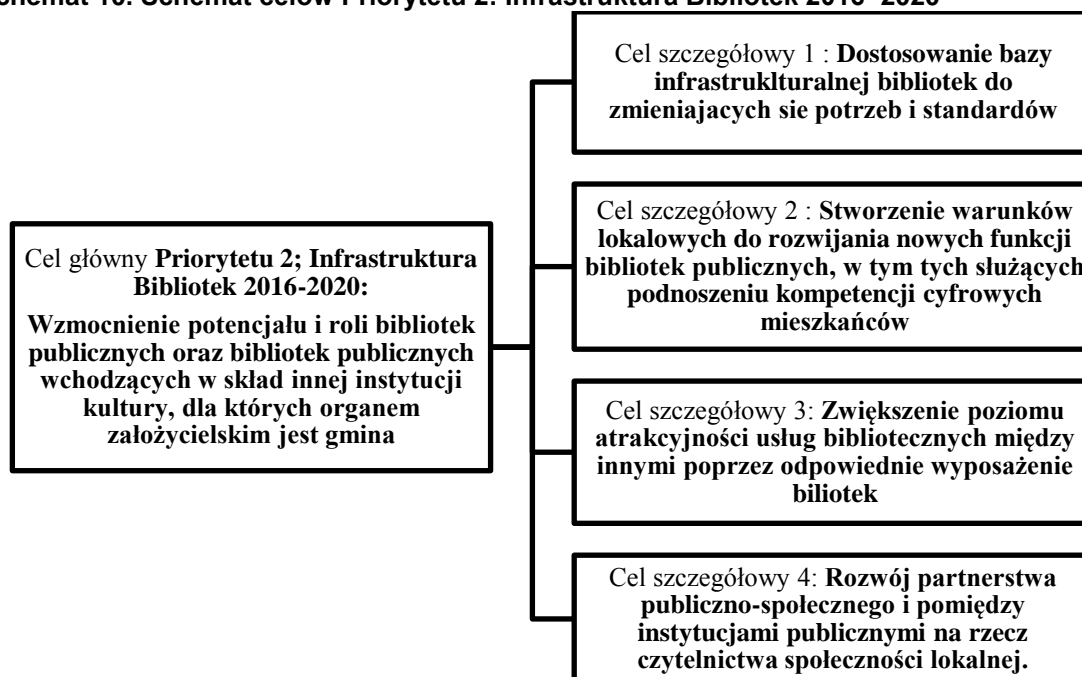 Schemat 10. Schemat celów Priorytetu 2: Infrastruktura Bibliotek 2016–2020
Cel główny Priorytetu 2; Infrastruktura
Bibliotek 2016-2020:
Wzmocnienie potencjału i roli bibliotek
publicznych oraz bibliotek publicznych
wchodzących w skład innej instytucji
kultury, dla których organem
założycielskim jest gmina
Cel szczegółowy 1 : Dostosowanie bazy
infrastruklturalnej bibliotek do
zmieniajacych sie potrzeb i standardów
Cel szczegółowy 2 : Stworzenie warunków
lokalowych do rozwijania nowych funkcji
bibliotek publicznych, w tym tych służących
podnoszeniu kompetencji cyfrowych
mieszkańców
Cel szczegółowy 3: Zwiększenie poziomu
atrakcyjności usług bibliotecznych między
innymi poprzez odpowiednie wyposażenie
biliotek
Cel szczegółowy 4: Rozwój partnerstwa
publiczno-społecznego i pomiędzy
instytucjami publicznymi na rzecz
czytelnictwa społeczności lokalnej.